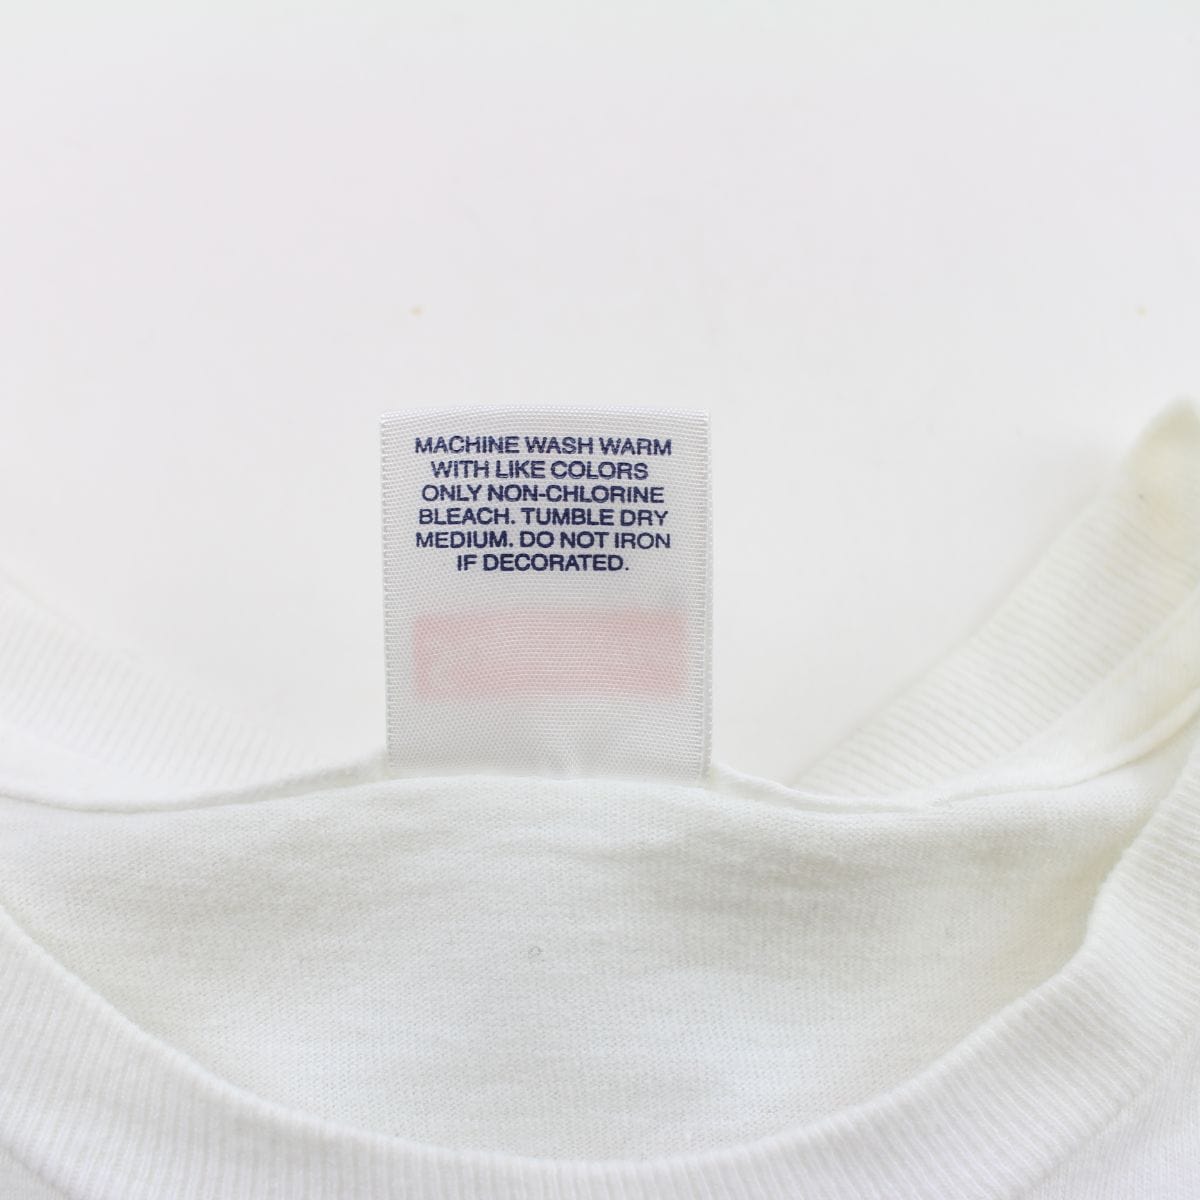 MACHINE WASH WARM
WITH LIKE COLORS
ONLY NON-CHLORINE
BLEACH. TUMBLE DRY
MEDIUM. DO NOT IRON
IF DECORATED.